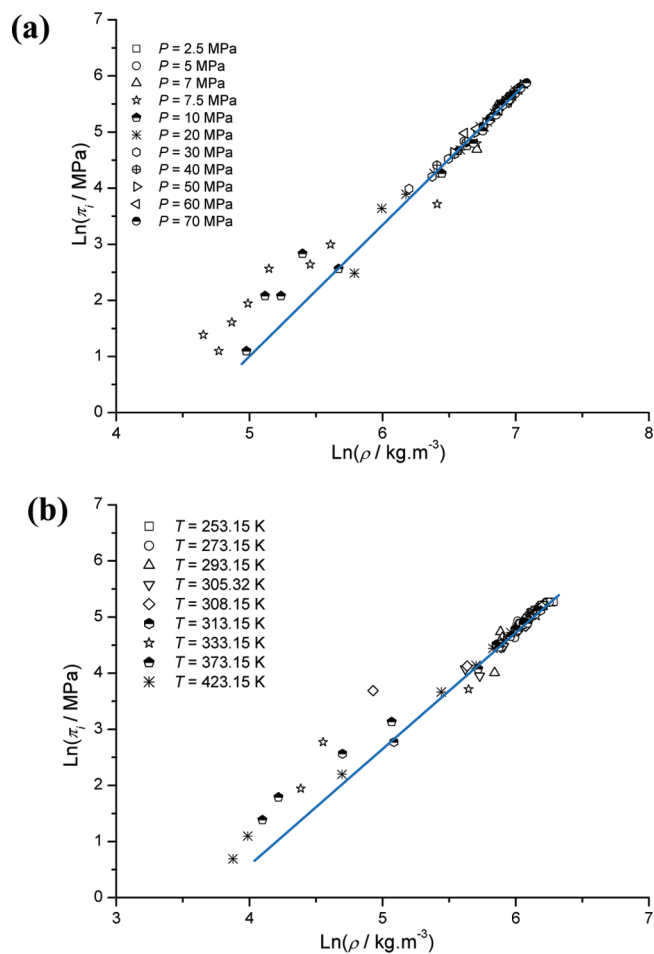 (a)
P = 2.5 MPa
P = 5 MPa
P = 7 MPa
P = 7.5 MPa
P = 10 MPa
P = 20 MPa
P = 30 MPa
P = 40 MPa
P = 50 MPa
P = 60 MPa
P = 70 MPa
7
6
5
4
3
2
1
0
Ln(πᵢ / MPa)
4 5 6 7 8
Ln(ρ / kg.m⁻³)
(b)
T = 253.15 K
T = 273.15 K
T = 293.15 K
T = 305.32 K
T = 308.15 K
T = 313.15 K
T = 333.15 K
T = 373.15 K
T = 423.15 K
7
6
5
4
3
2
1
0
Ln(πᵢ / MPa)
3 4 5 6 7
Ln(ρ / kg.m⁻³)